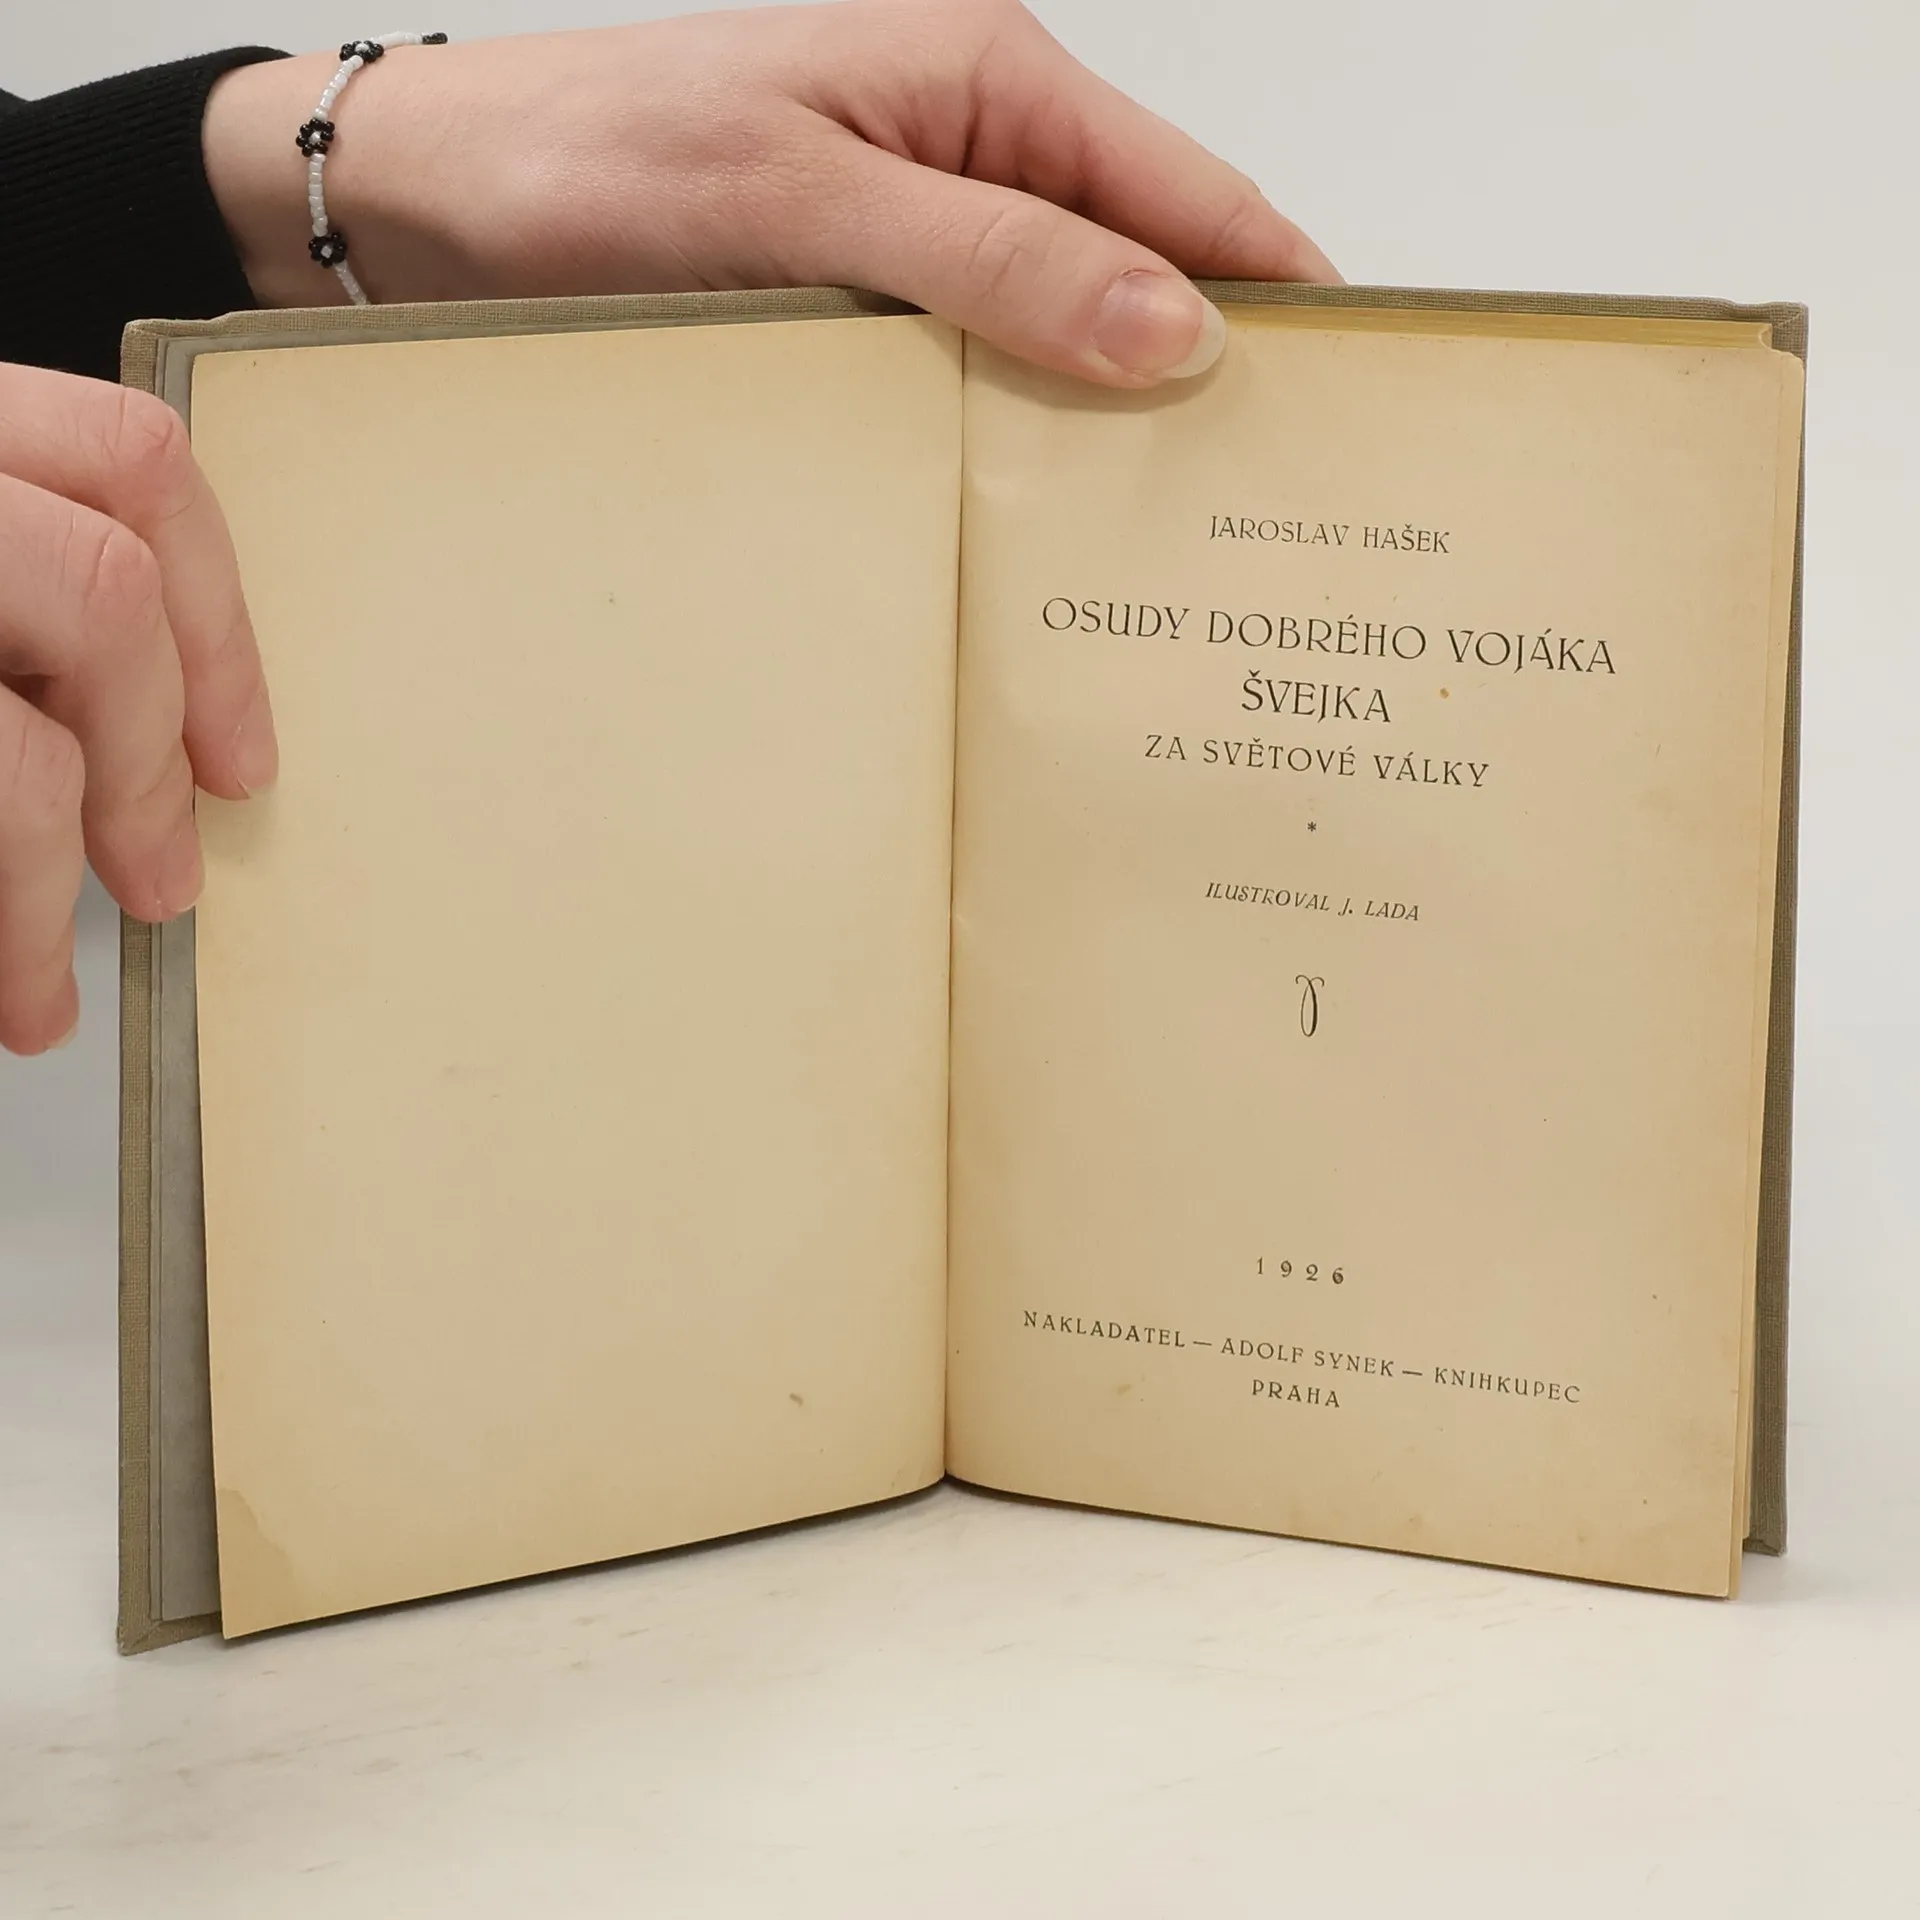 JAROSLAV HAŠEK
OSUDY DOBRÉHO VOJÁKA
ŠVEJKA
ZA SVĚTOVÉ VÁLKY
*
ILUSTROVAL J. LADA
1926
NAKLADATEL — ADOLF SYNEK — KNIHKUPEC
PRAHA